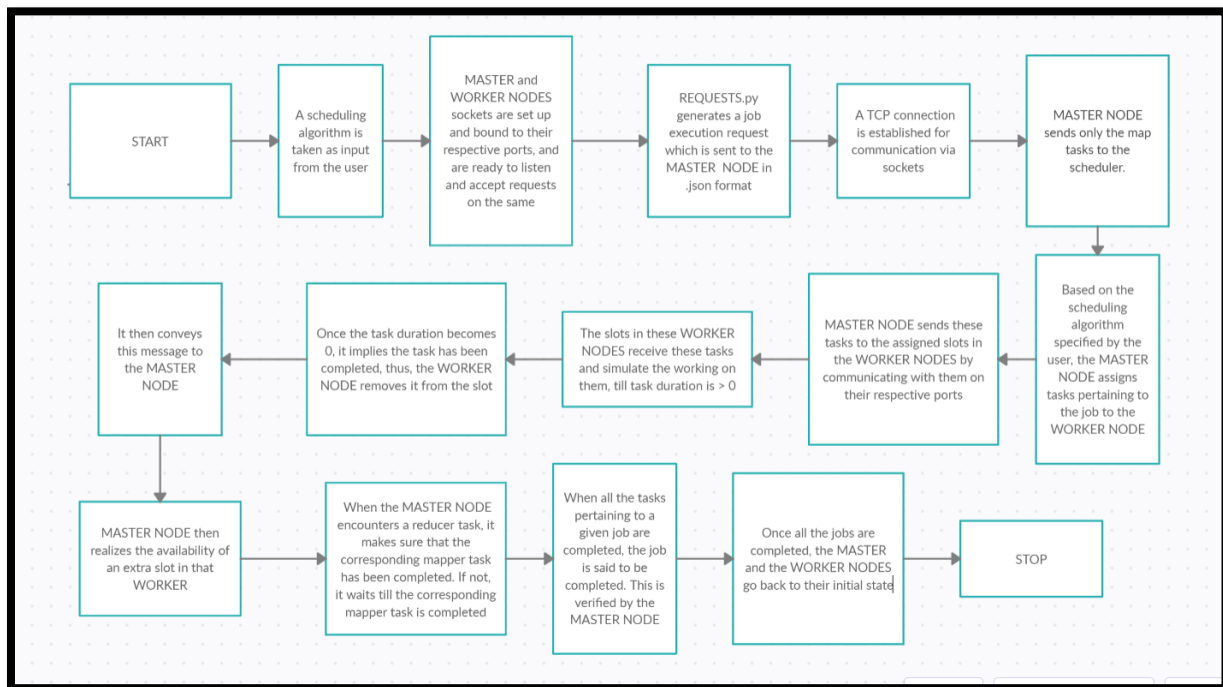 START
A scheduling
algorithm is
taken as input
from the user
MASTER and
WORKER NODES
sockets are set up
and bound to their
respective ports, and
are ready to listen
and accept requests
on the same
REQUESTS.py
generates a job
execution request
which is sent to the
MASTER NODE in
.json format
A TCP connection
is established for
communication via
sockets
MASTER NODE
sends only the map
tasks to the
scheduler.
Based on the
scheduling
algorithm
specified by the
user, the MASTER
NODE assigns
tasks pertaining to
the job to the
WORKER NODE
MASTER NODE sends these
tasks to the assigned slots in
the WORKER NODES by
communicating with them on
their respective ports
The slots in these WORKER
NODES receive these tasks
and simulate the working on
them, till task duration is > 0
Once the task duration becomes
0, it implies the task has been
completed, thus, the WORKER
NODE removes it from the slot
It then conveys
this message to
the MASTER
NODE
MASTER NODE then
realizes the availability of
an extra slot in that
WORKER
When the MASTER NODE
encounters a reducer task, it
makes sure that the
corresponding mapper task
has been completed. If not,
it waits till the corresponding
mapper task is completed
When all the tasks
pertaining to a
given job are
completed, the job
is said to be
completed. This is
verified by the
MASTER NODE
Once all the jobs are
completed, the MASTER
and the WORKER NODES
go back to their initial state
STOP